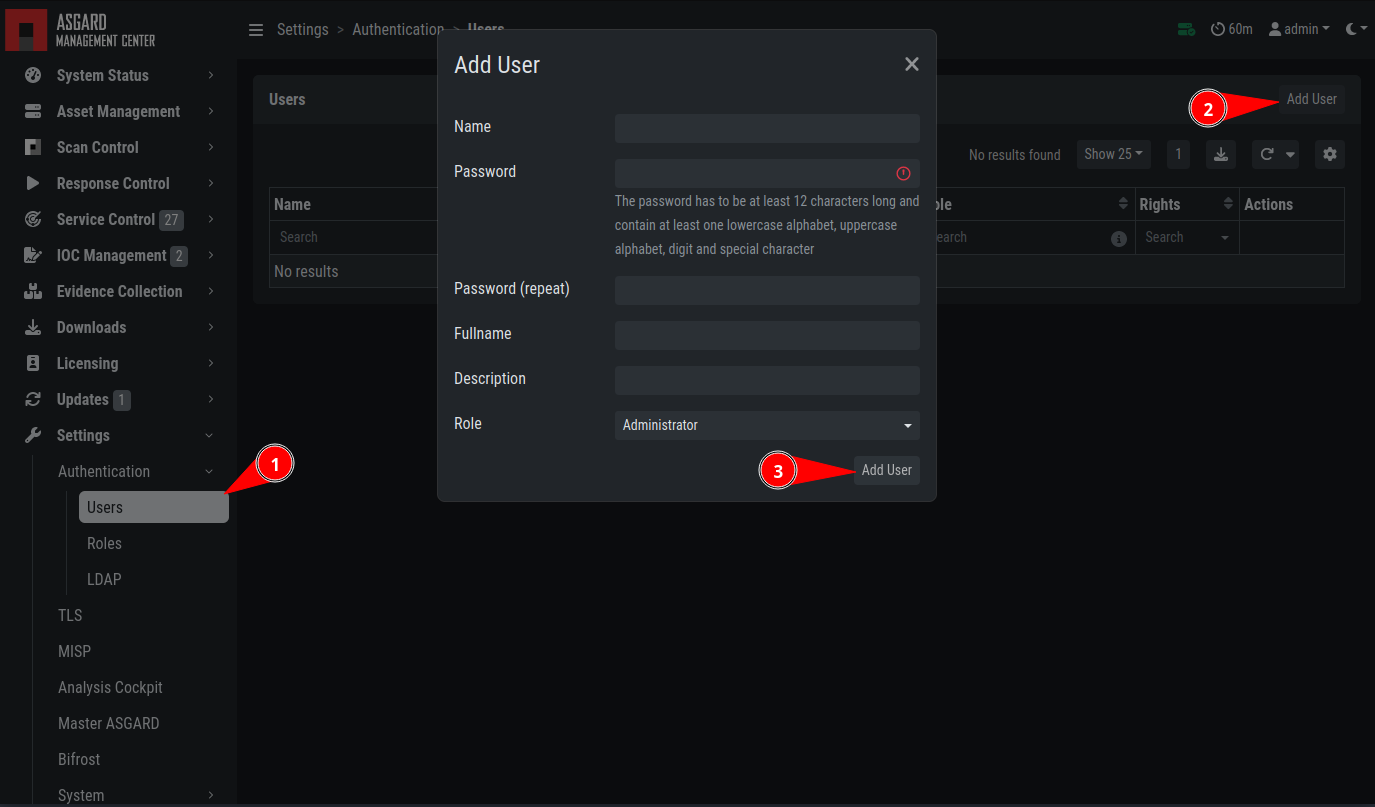 ASGARD
MANAGEMENT CENTER
Settings > Authentication > Users
60m
admin
System Status
Asset Management
Scan Control
Response Control
Service Control 27
IOC Management 2
Evidence Collection
Downloads
Licensing
Updates 1
Settings
Authentication
Users
Roles
LDAP
TLS
MISP
Analysis Cockpit
Master ASGARD
Bifrost
System
1
Users
Add User
2
No results found
Show 25
1
Name
Rights
Actions
Search
Search
No results
Add User
Name
Password
The password has to be at least 12 characters long and
contain at least one lowercase alphabet, uppercase
alphabet, digit and special character
Password (repeat)
Fullname
Description
Role
Administrator
3
Add User